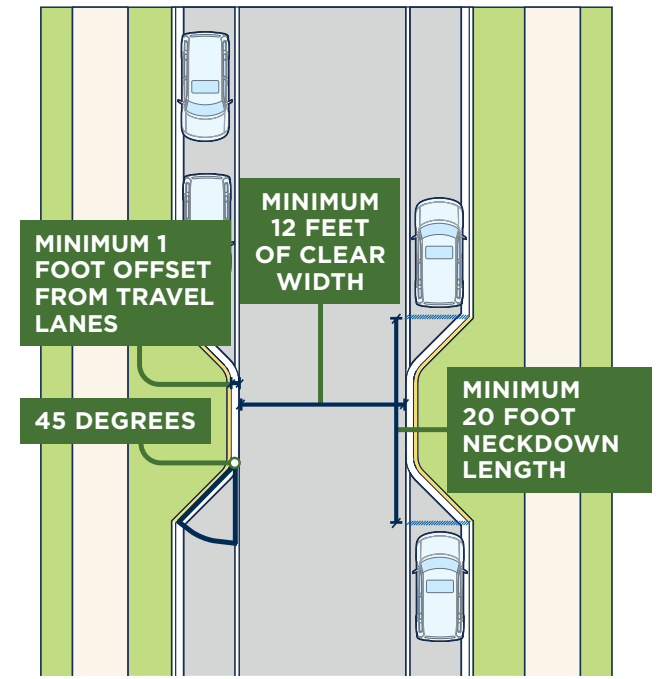 MINIMUM
12 FEET
OF CLEAR
WIDTH
MINIMUM 1
FOOT OFFSET
FROM TRAVEL
LANES
45 DEGREES
MINIMUM
20 FOOT
NECKDOWN
LENGTH